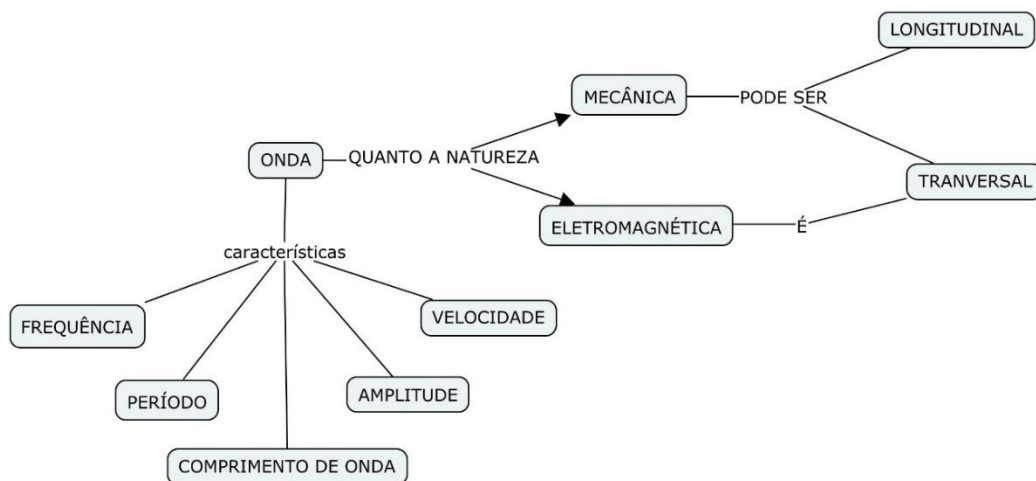 LONGITUDINAL
MECÂNICA
PODE SER
ONDA
QUANTO A NATUREZA
TRANVERSAL
ELETROMAGNÉTICA
É
características
FREQUÊNCIA
VELOCIDADE
PERÍODO
AMPLITUDE
COMPRIMENTO DE ONDA